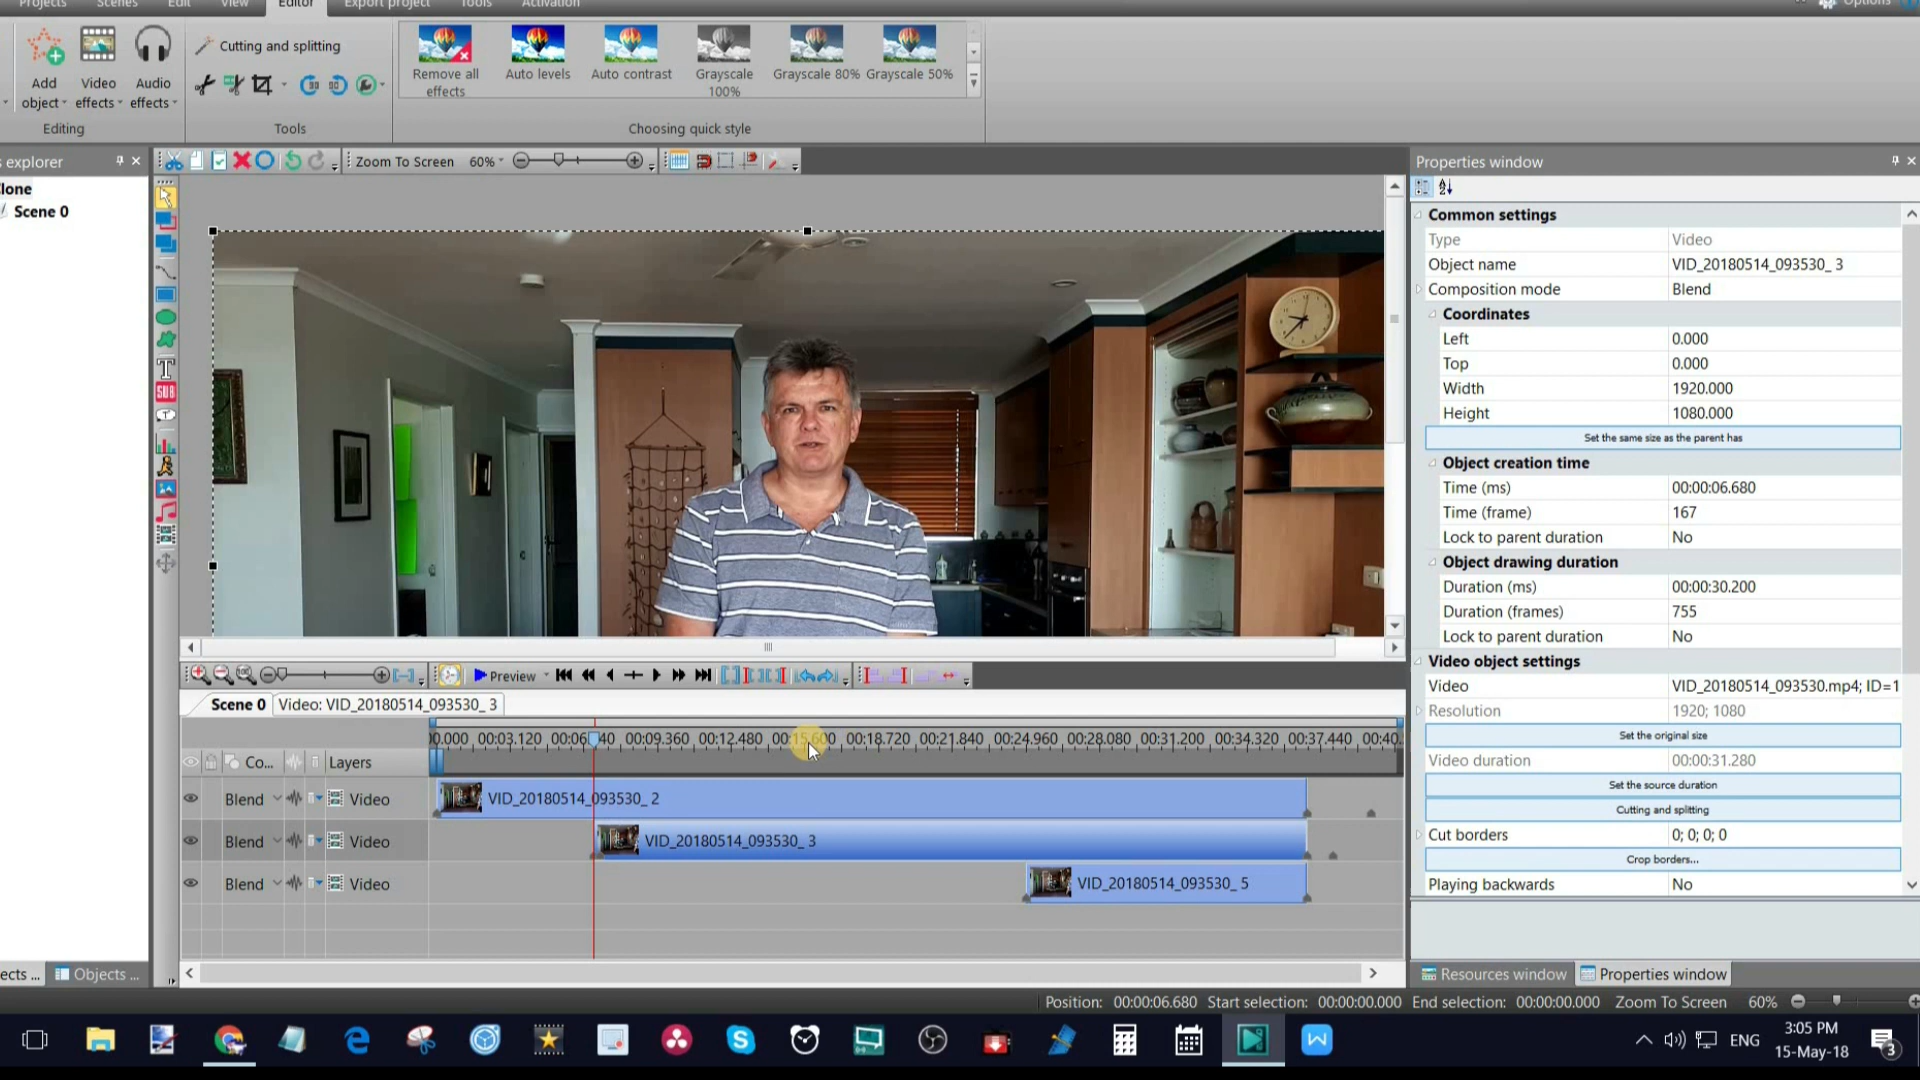 Projects Scenes Edit View Editor Export project Tools Activation Options
Add object
Video effects
Audio effects
Editing
Cutting and splitting
Tools
Remove all effects
Auto levels
Auto contrast
Grayscale 100%
Grayscale 80%
Grayscale 50%
Choosing quick style
s explorer
lone
Scene 0
Zoom To Screen 60%
T
SUB
Properties window
Common settings
Type Video
Object name VID_20180514_093530_ 3
Composition mode Blend
Coordinates
Left 0.000
Top 0.000
Width 1920.000
Height 1080.000
Set the same size as the parent has
Object creation time
Time (ms) 00:00:06.680
Time (frame) 167
Lock to parent duration No
Object drawing duration
Duration (ms) 00:00:30.200
Duration (frames) 755
Lock to parent duration No
Video object settings
Video VID_20180514_093530.mp4; ID=1
Resolution 1920; 1080
Set the original size
Video duration 00:00:31.280
Set the source duration
Cutting and splitting
Cut borders 0; 0; 0; 0
Crop borders...
Playing backwards No
Preview
Scene 0 Video: VID_20180514_093530_ 3
00:03.120 00:09.360 00:12.480 00:15.600 00:18.720 00:21.840 00:24.960 00:28.080 00:31.200 00:34.320 00:37.440 00:40.
Co... Layers
Blend Video VID_20180514_093530_ 2
Blend Video VID_20180514_093530_ 3
Blend Video VID_20180514_093530_ 5
ects ... Objects ...
Resources window Properties window
Position: 00:00:06.680 Start selection: 00:00:00.000 End selection: 00:00:00.000 Zoom To Screen 60%
ENG
3:05 PM
15-May-18
3